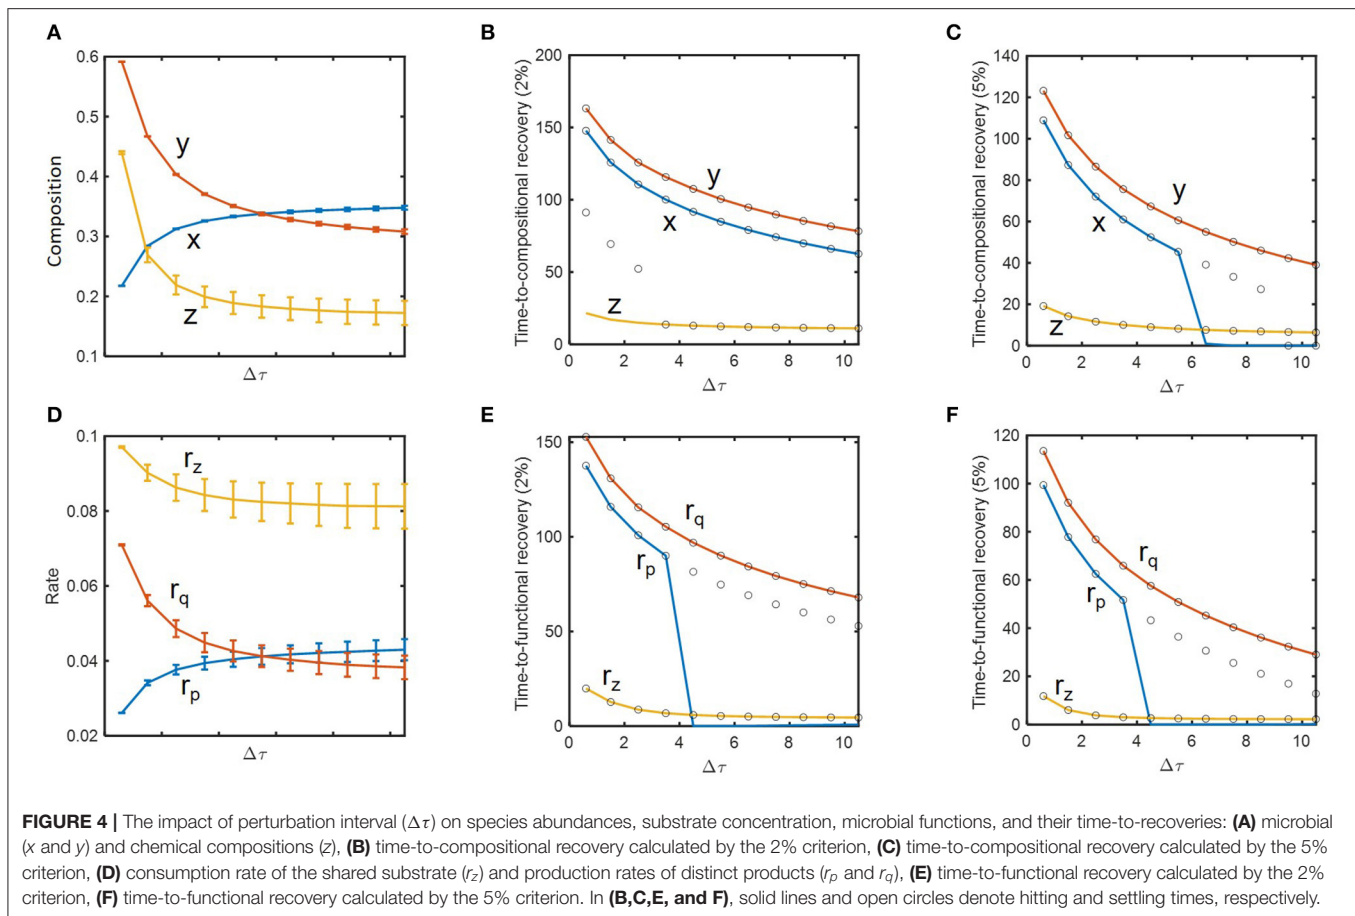 A
0.6
0.5
0.4
0.3
0.2
0.1
Composition
y
x
z
Δτ
B
200
150
100
50
0
Time-to-compositional recovery (2%)
y
x
z
0 2 4 6 8 10
Δτ
C
140
120
100
80
60
40
20
0
Time-to-compositional recovery (5%)
y
x
z
0 2 4 6 8 10
Δτ
D
0.1
0.08
0.06
0.04
0.02
Rate
rz
rq
rp
Δτ
E
150
100
50
0
Time-to-functional recovery (2%)
rq
rp
rz
0 2 4 6 8 10
Δτ
F
120
100
80
60
40
20
0
Time-to-functional recovery (5%)
rq
rp
rz
0 2 4 6 8 10
Δτ
FIGURE 4 | The impact of perturbation interval (Δτ) on species abundances, substrate concentration, microbial functions, and their time-to-recoveries: (A) microbial
(x and y) and chemical compositions (z), (B) time-to-compositional recovery calculated by the 2% criterion, (C) time-to-compositional recovery calculated by the 5%
criterion, (D) consumption rate of the shared substrate (rz) and production rates of distinct products (rp and rq), (E) time-to-functional recovery calculated by the 2%
criterion, (F) time-to-functional recovery calculated by the 5% criterion. In (B,C,E, and F), solid lines and open circles denote hitting and settling times, respectively.